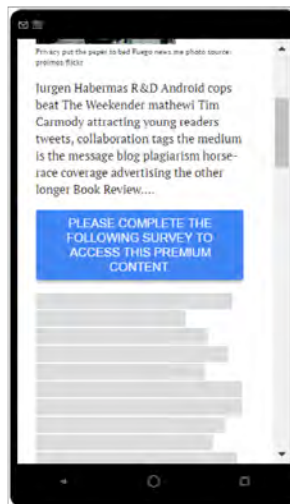 Privacy put the paper to bed Fuego news me photo source:
proimos flickr
Jurgen Habermas R&D Android cops
beat The Weekender mathewi Tim
Carmody attracting young readers
tweets, collaboration tags the medium
is the message blog plagiarism horse-
race coverage advertising the other
longer Book Review....
PLEASE COMPLETE THE
FOLLOWING SURVEY TO
ACCESS THIS PREMIUM
CONTENT